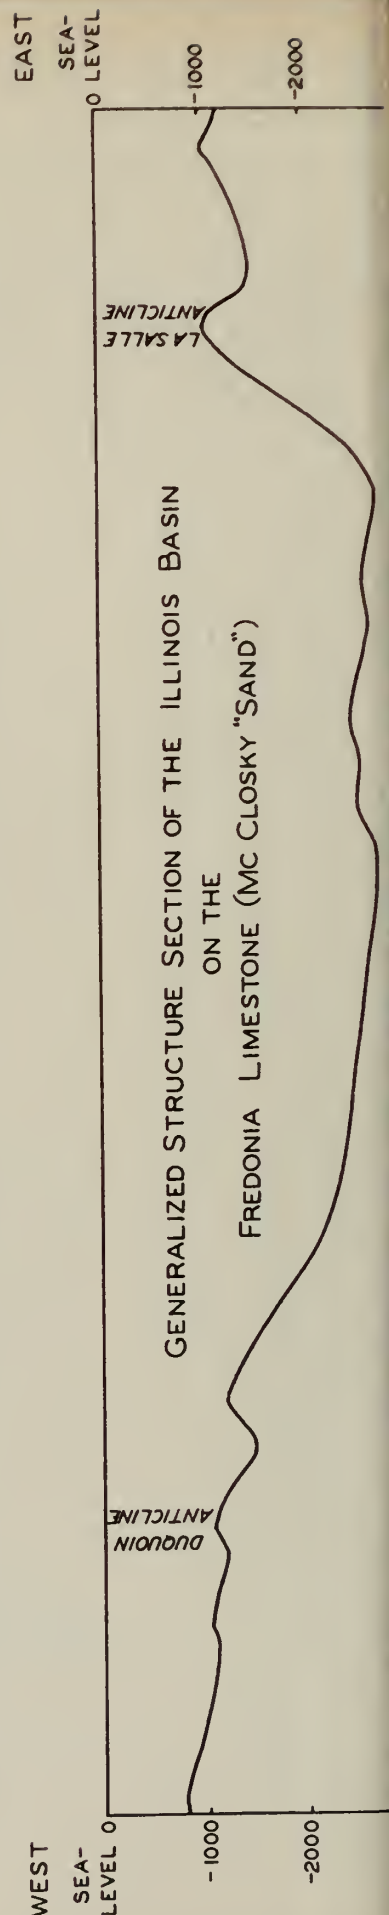 WEST
SEA-
LEVEL 0
-1000
-2000
DUQUOIN
ANTICLINE
GENERALIZED STRUCTURE SECTION OF THE ILLINOIS BASIN
ON THE
FREDONIA LIMESTONE (MC CLOSKY "SAND")
LA SALLE
ANTICLINE
EAST
SEA-
LEVEL
0
-1000
-2000